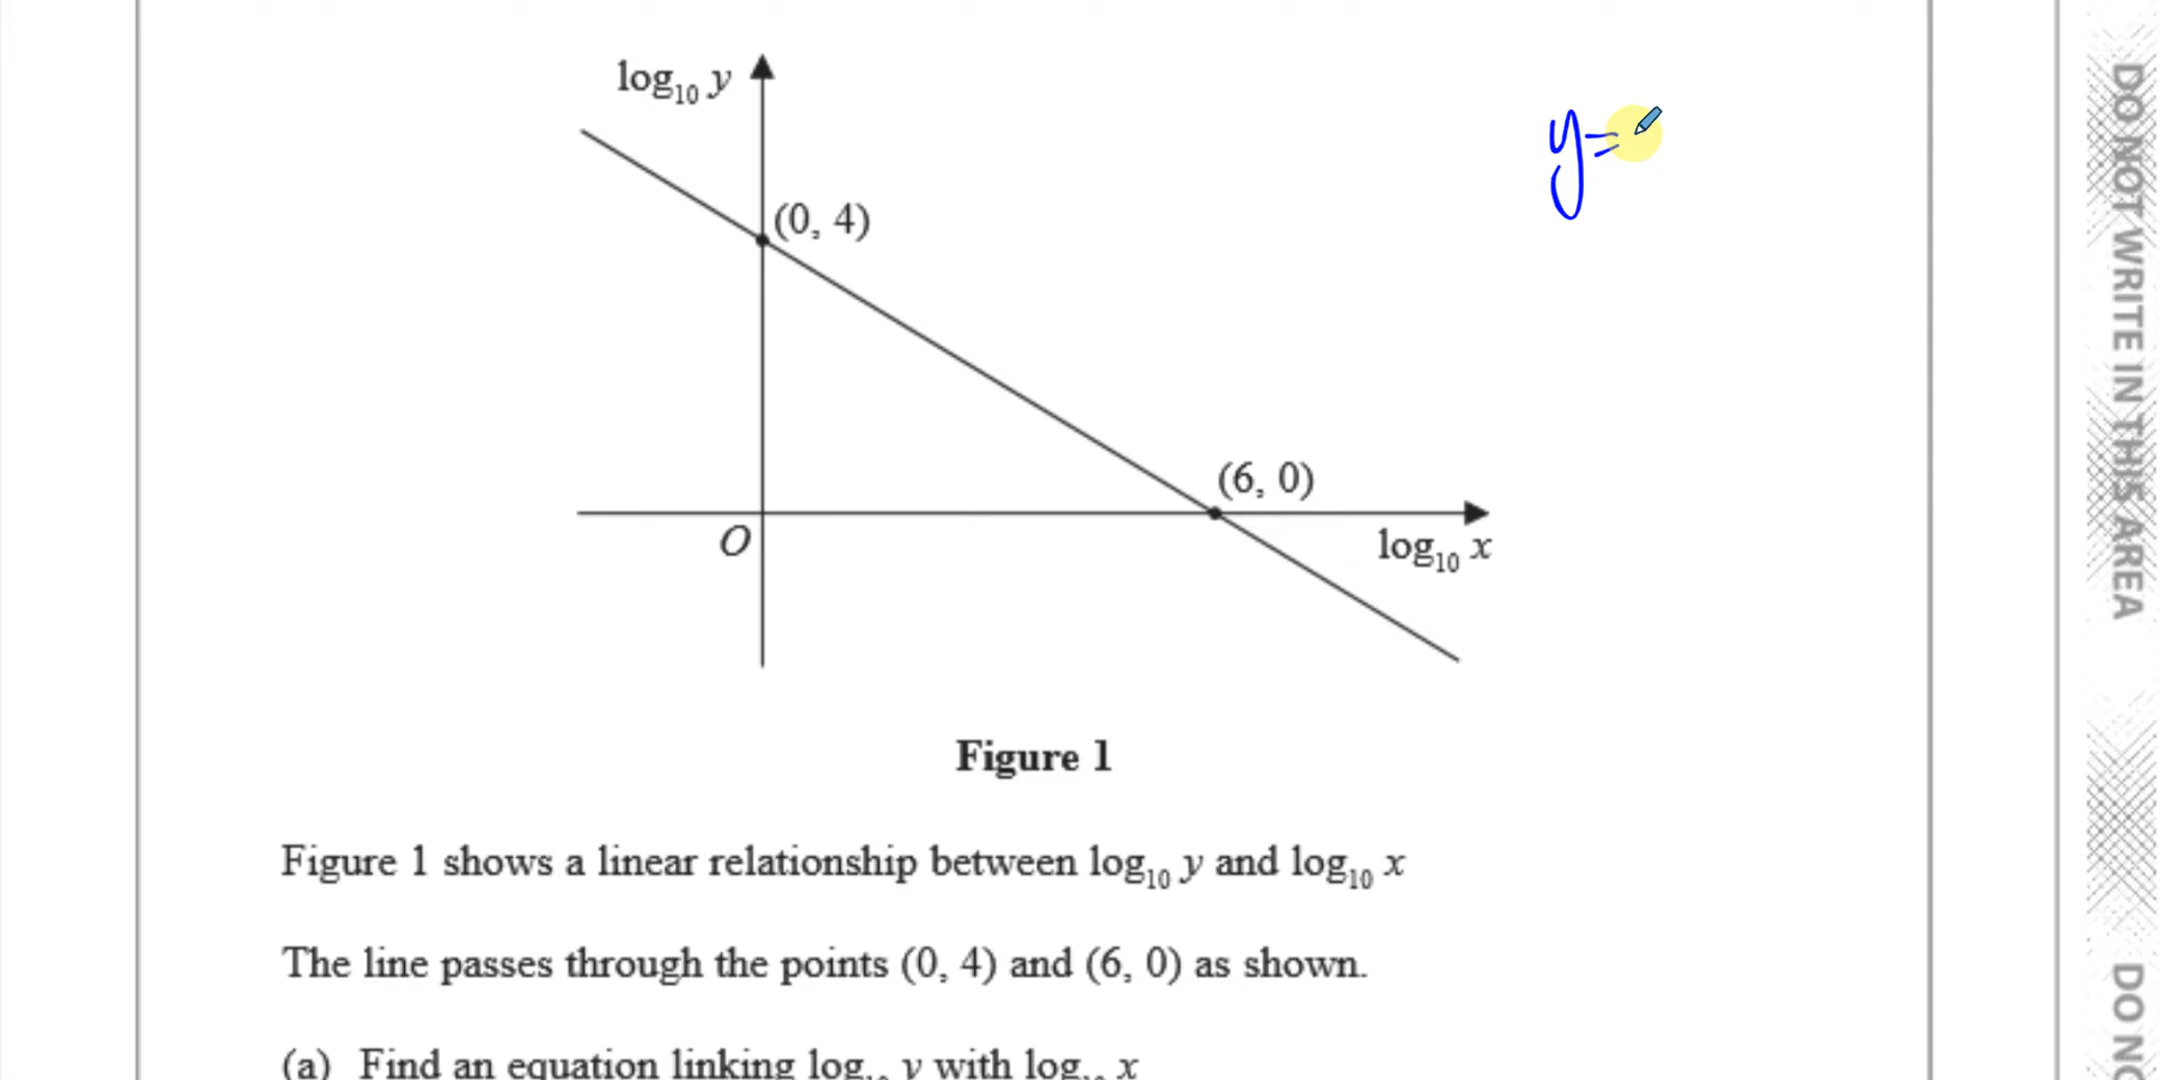 log₁₀ y
y=
(0, 4)
(6, 0)
O
log₁₀ x
Figure 1
Figure 1 shows a linear relationship between log₁₀ y and log₁₀ x
The line passes through the points (0, 4) and (6, 0) as shown.
(a) Find an equation linking log₁₀ y with log₁₀ x
DO NOT WRITE IN THIS AREA
DO NO